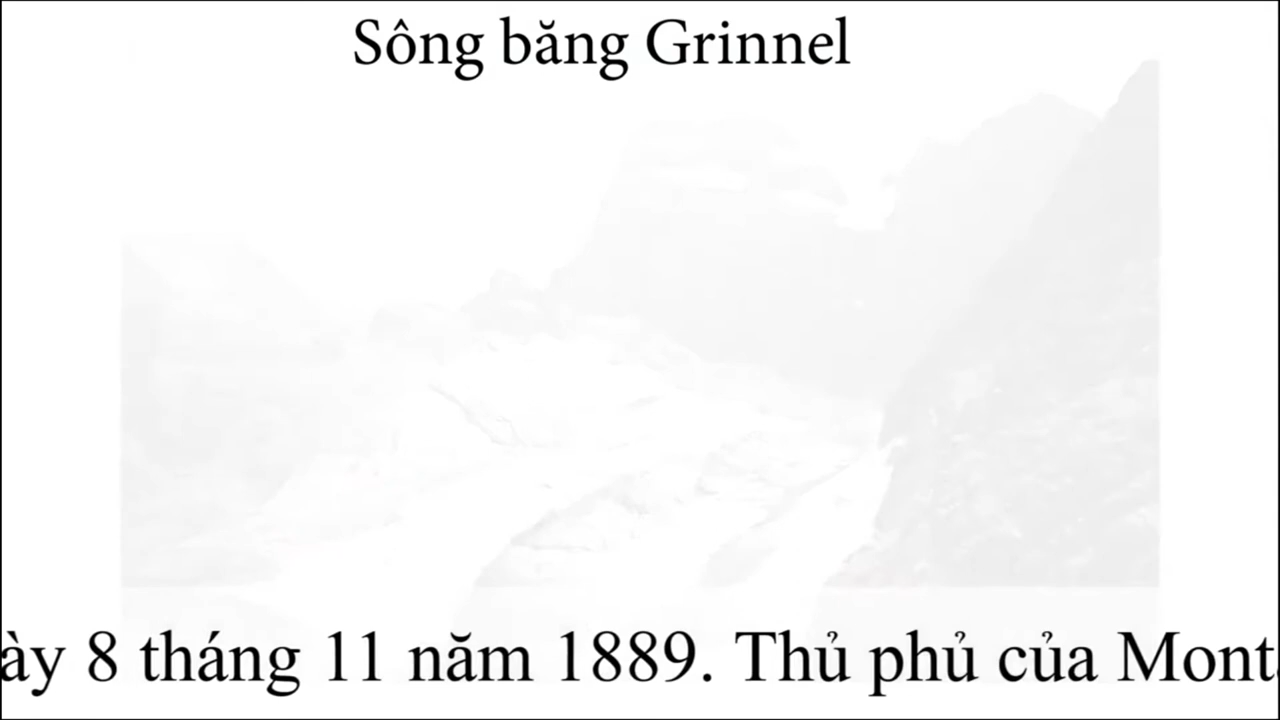 Sông băng Grinnel
ày 8 tháng 11 năm 1889. Thủ phủ của Mont